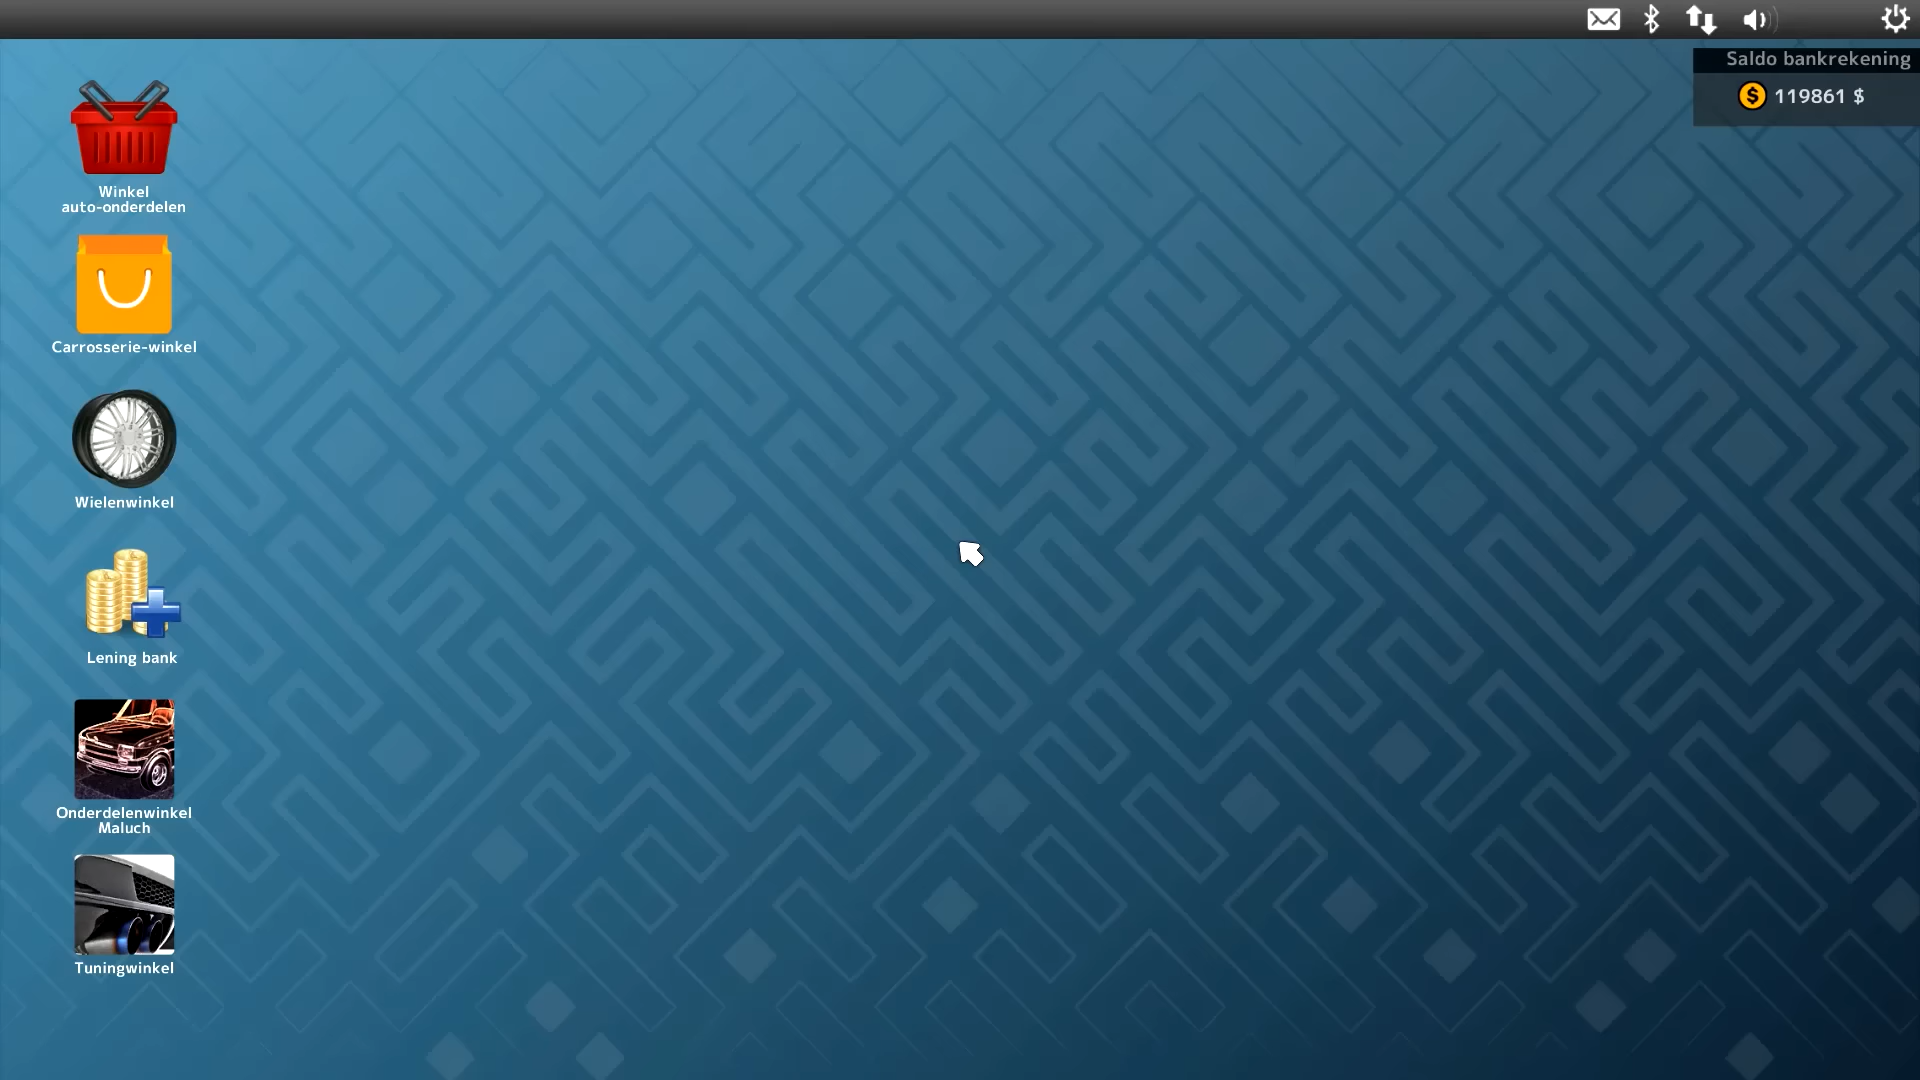 Saldo bankrekening
119861 $
Winkel
auto-onderdelen
Carrosserie-winkel
Wielenwinkel
Lening bank
Onderdelenwinkel
Maluch
Tuningwinkel